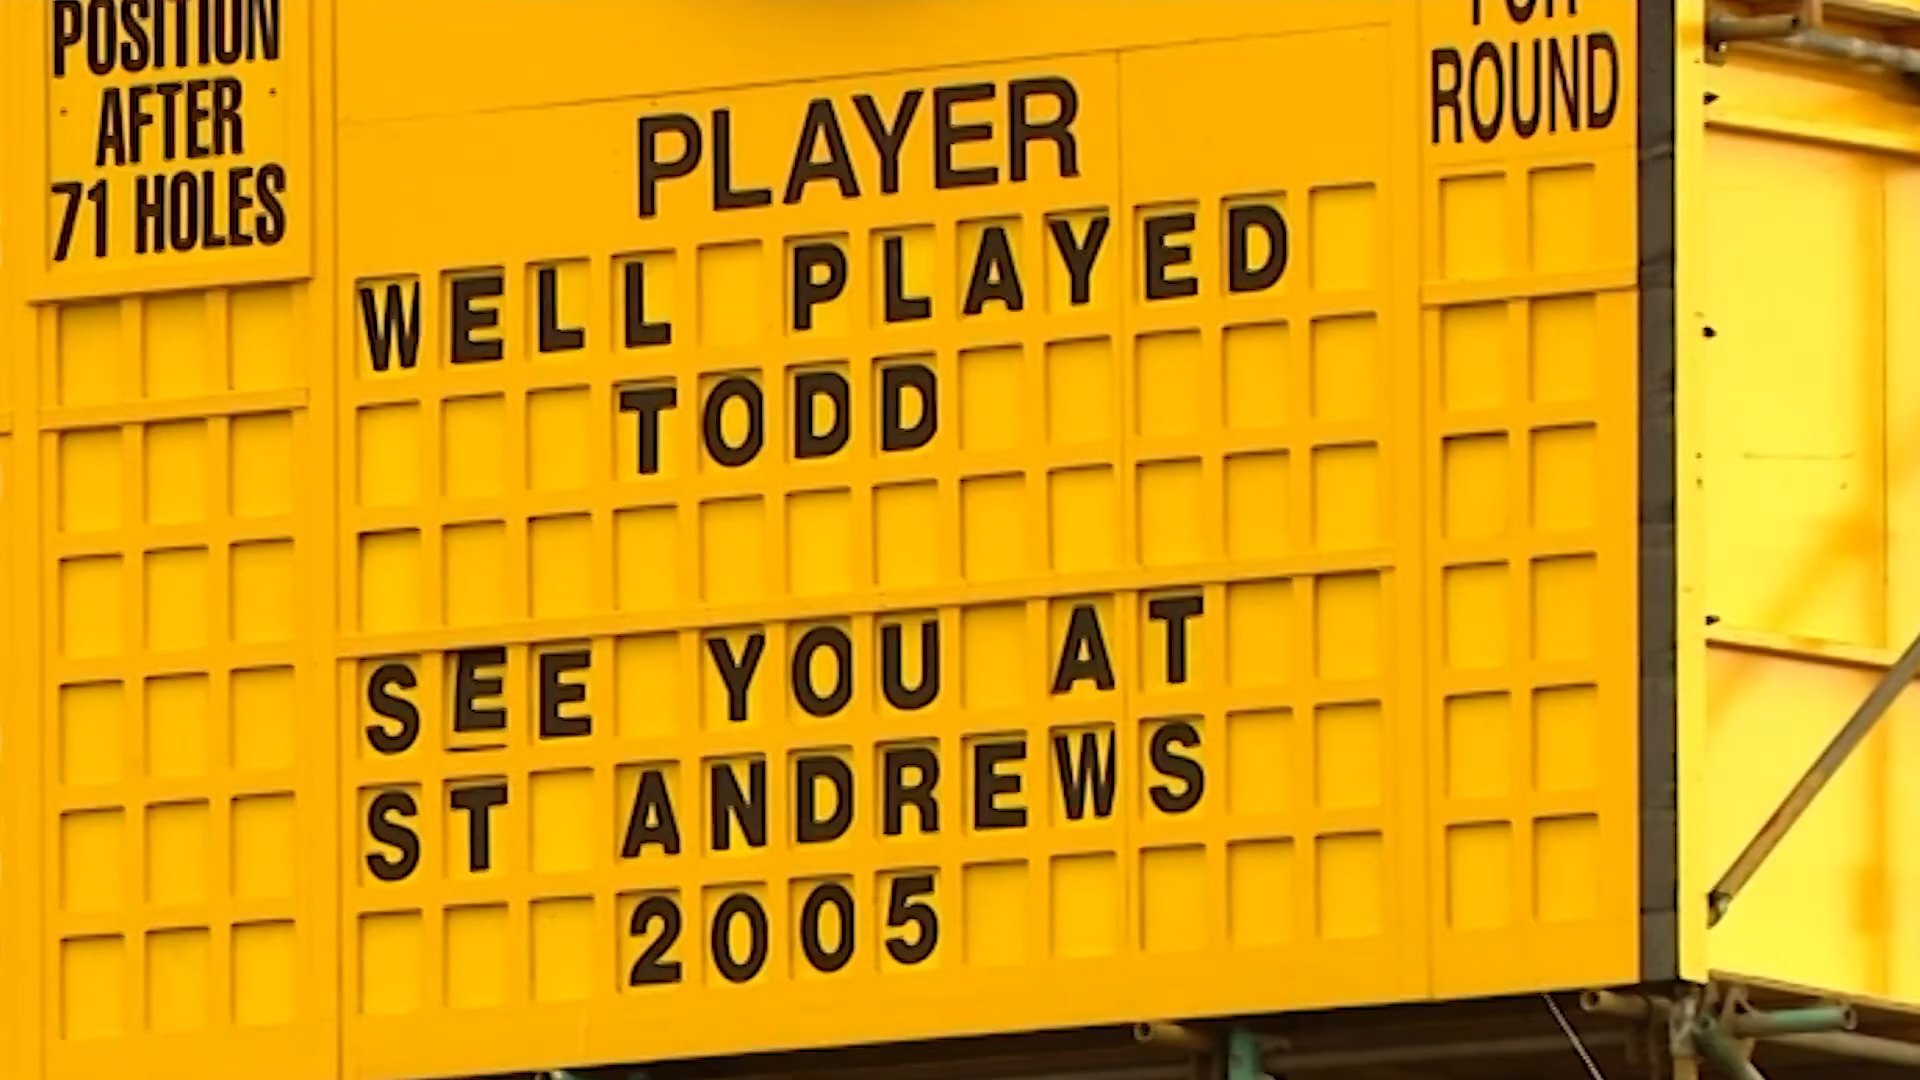 POSITION
AFTER
71 HOLES
PLAYER
WELL PLAYED
TODD
SEE YOU AT
ST ANDREWS
2005
ROUND